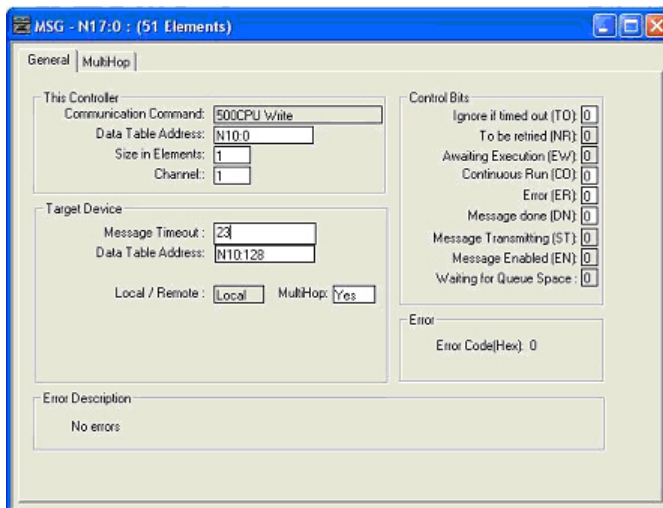 MSG - N17:0 : (51 Elements)
General
MultiHop
This Controller
Communication Command: 500CPU Write
Data Table Address: N10:0
Size in Elements: 1
Channel:: 1
Target Device
Message Timeout : 23
Data Table Address: N10:128
Local / Remote : Local MultiHop: Yes
Control Bits
Ignore if timed out (TO): 0
To be retried (NR): 0
Awaiting Execution (EW): 0
Continuous Run (CO): 0
Error (ER): 0
Message done (DN): 0
Message Transmitting (ST): 0
Message Enabled (EN): 0
Waiting for Queue Space : 0
Error
Error Code(Hex): 0
Error Description
No errors